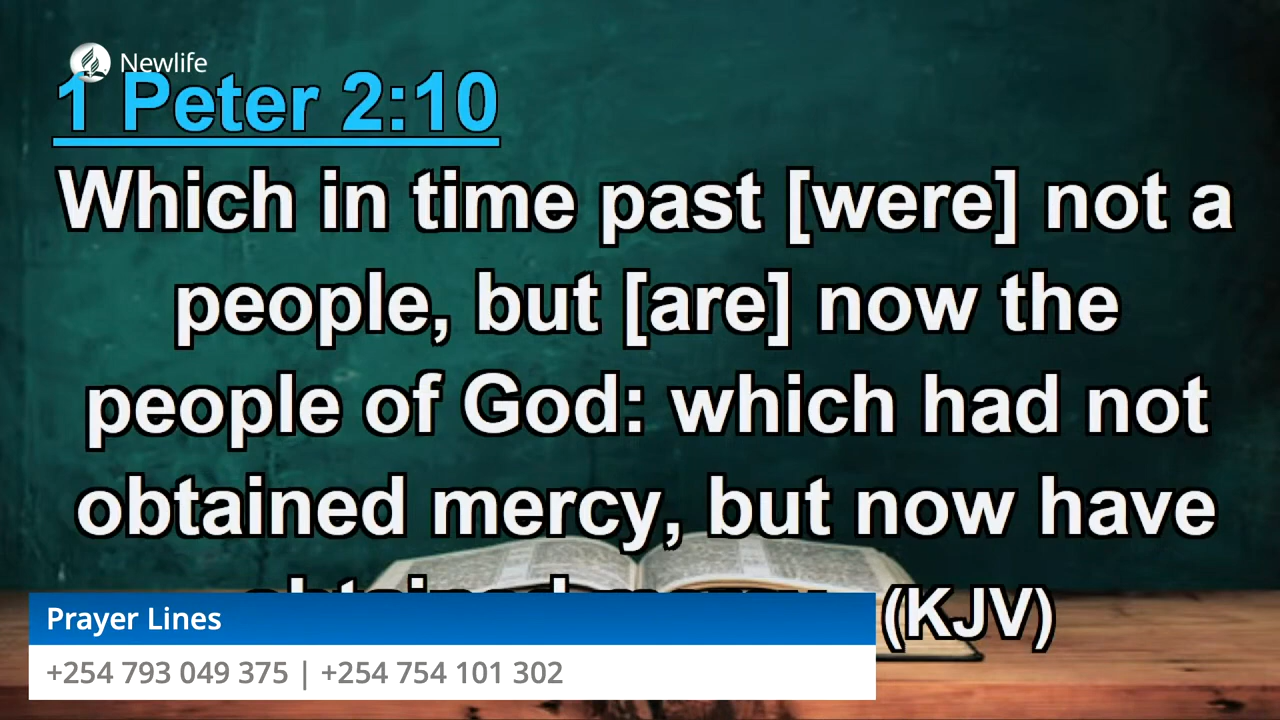 Newlife
1 Peter 2:10
Which in time past [were] not a
people, but [are] now the
people of God: which had not
obtained mercy, but now have
(KJV)
Prayer Lines
+254 793 049 375 | +254 754 101 302